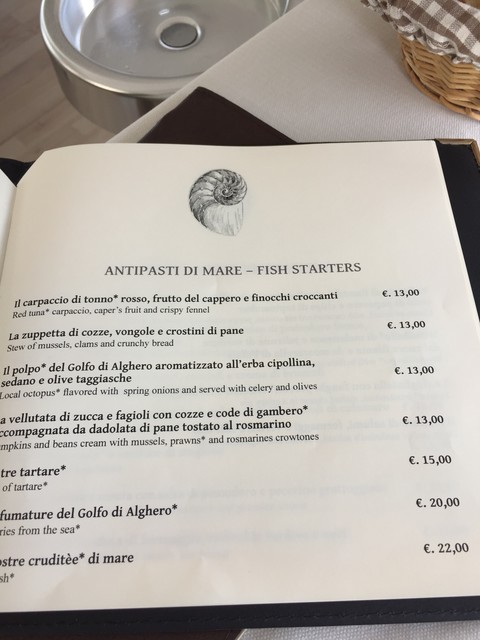 ANTIPASTI DI MARE – FISH STARTERS
Il carpaccio di tonno* rosso, frutto del cappero e finocchi croccanti €. 13,00
Red tuna* carpaccio, caper's fruit and crispy fennel
La zuppetta di cozze, vongole e crostini di pane €. 13,00
Stew of mussels, clams and crunchy bread
Il polpo* del Golfo di Alghero aromatizzato all'erba cipollina, €. 13,00
sedano e olive taggiasche
Local octopus* flavored with spring onions and served with celery and olives
a vellutata di zucca e fagioli con cozze e code di gambero* €. 13,00
ccompagnata da dadolata di pane tostato al rosmarino
mpkins and beans cream with mussels, prawns* and rosmarines crowtones
tre tartare* €. 15,00
of tartare*
fumature del Golfo di Alghero* €. 20,00
ries from the sea*
ostre cruditèe* di mare €. 22,00
sh*